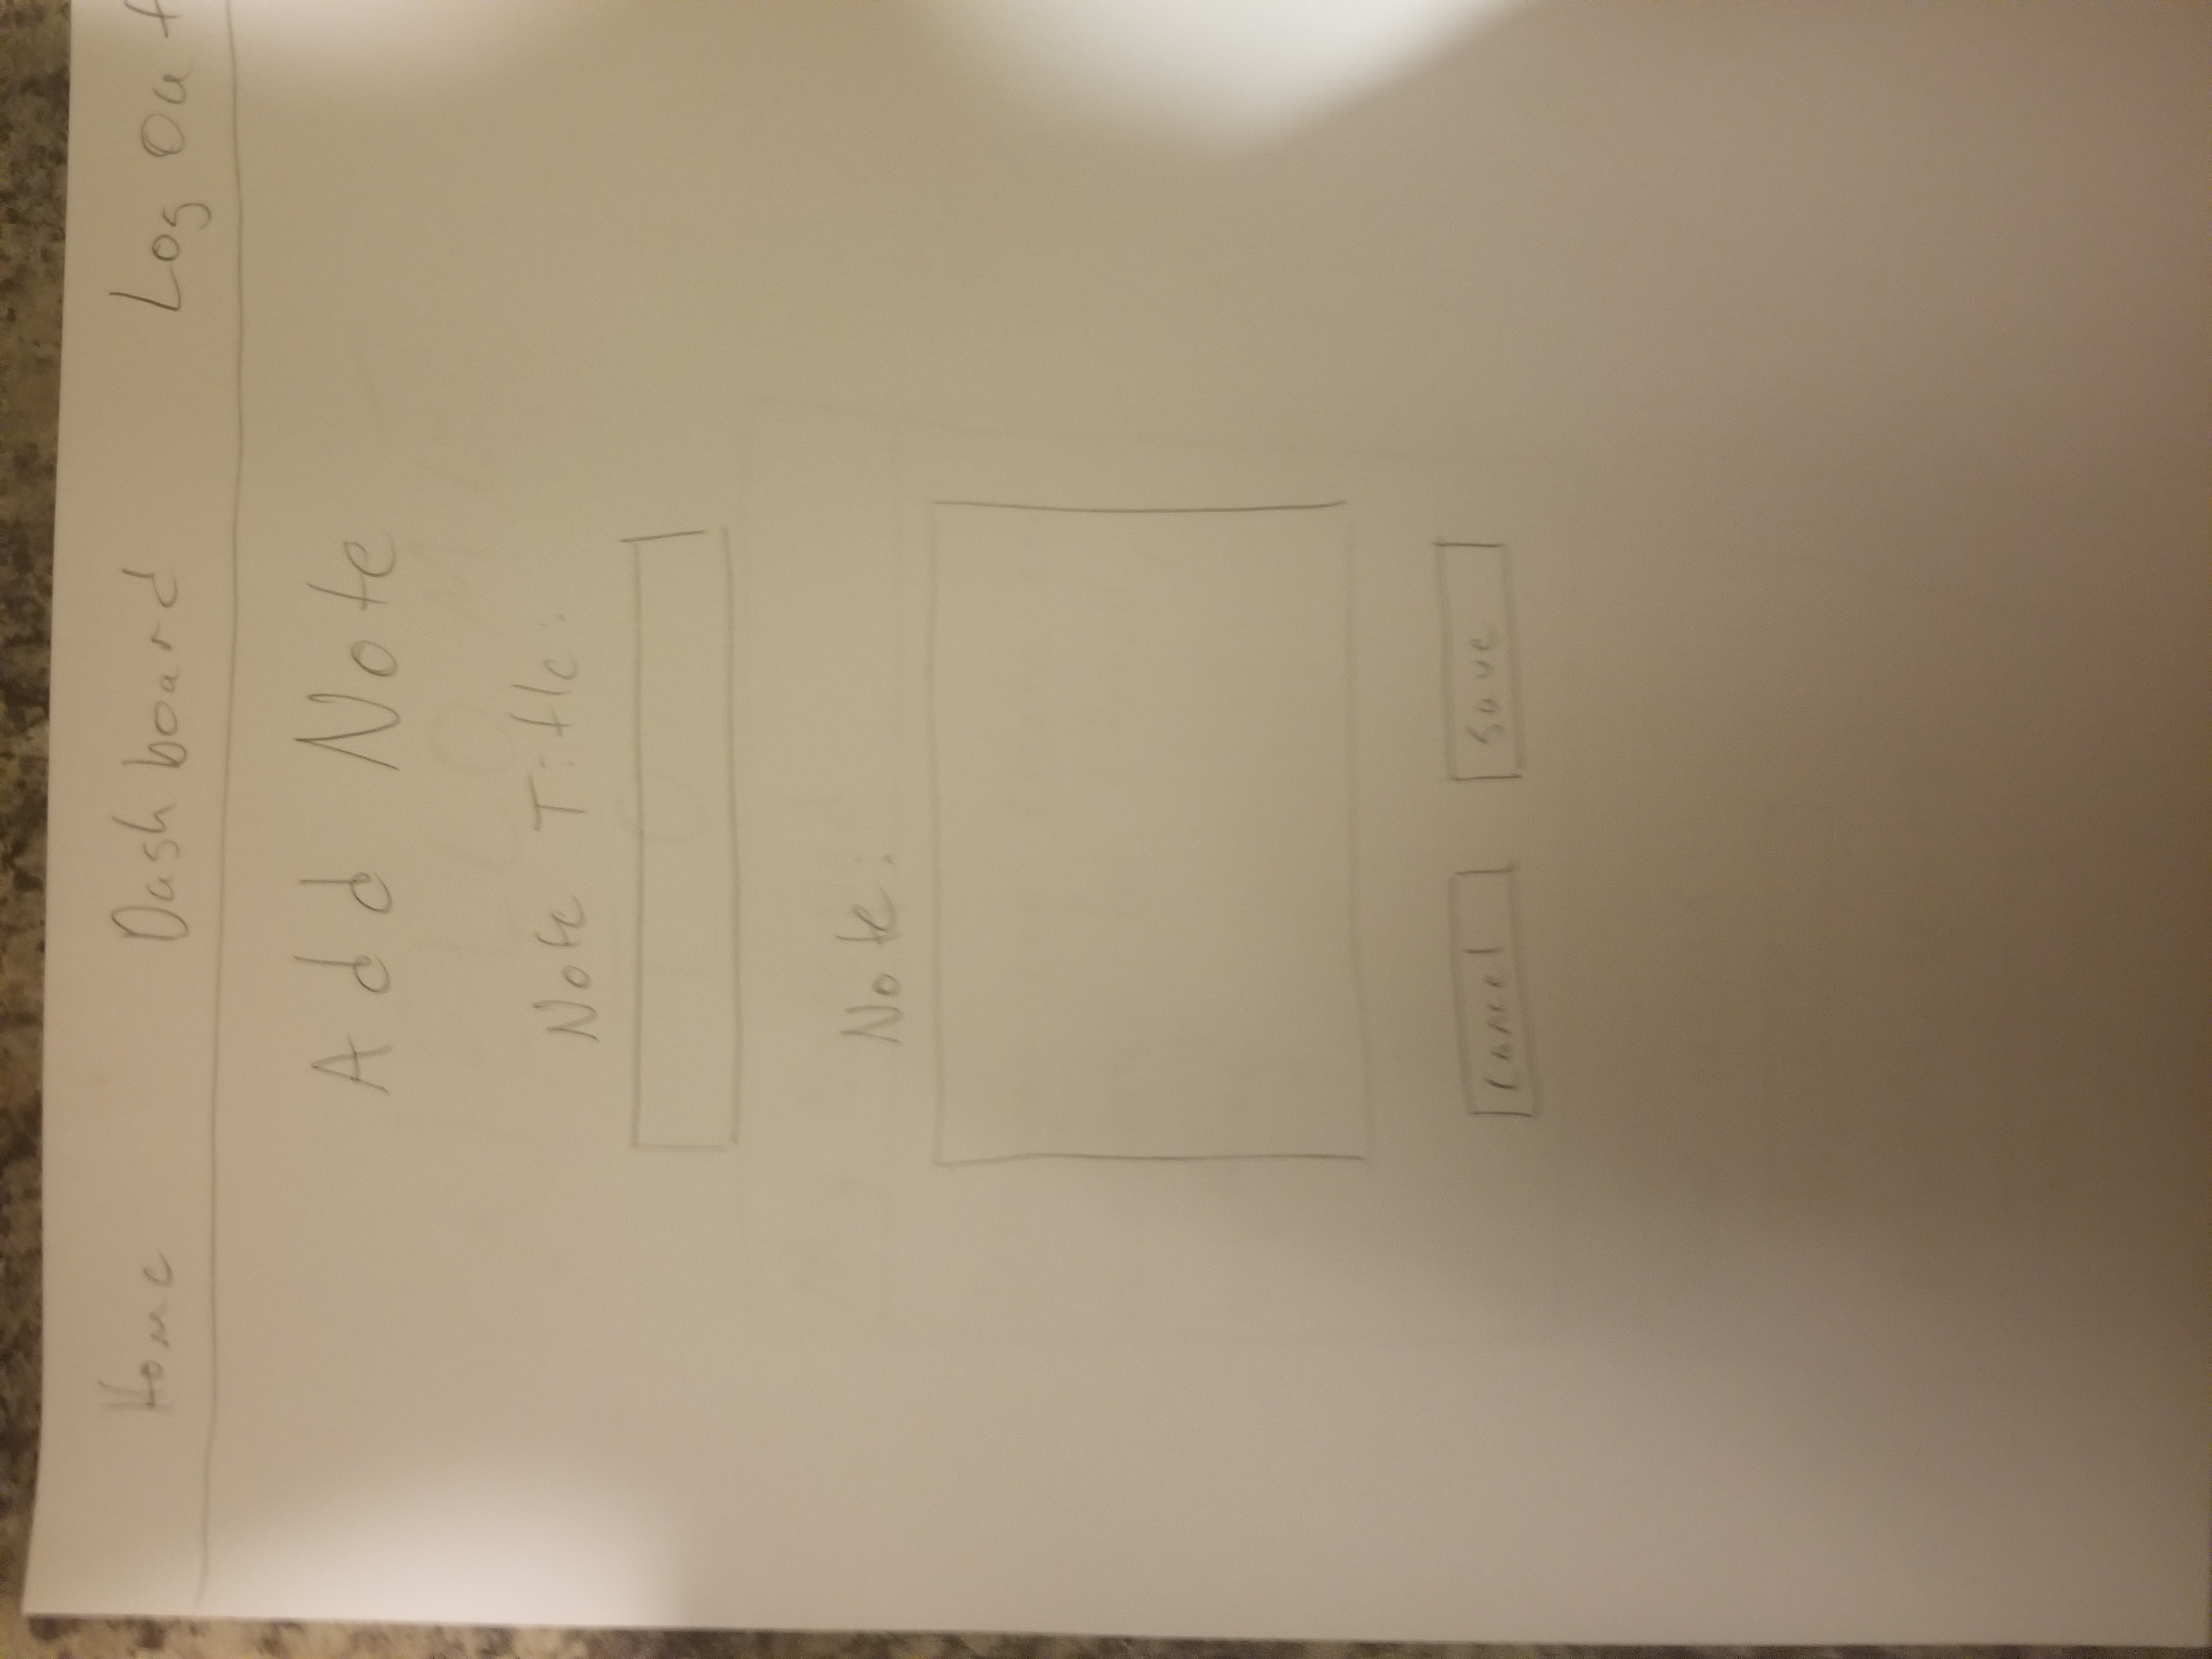 Home Dashboard Log Out
Add Note
Note Title:
Note:
cancel save